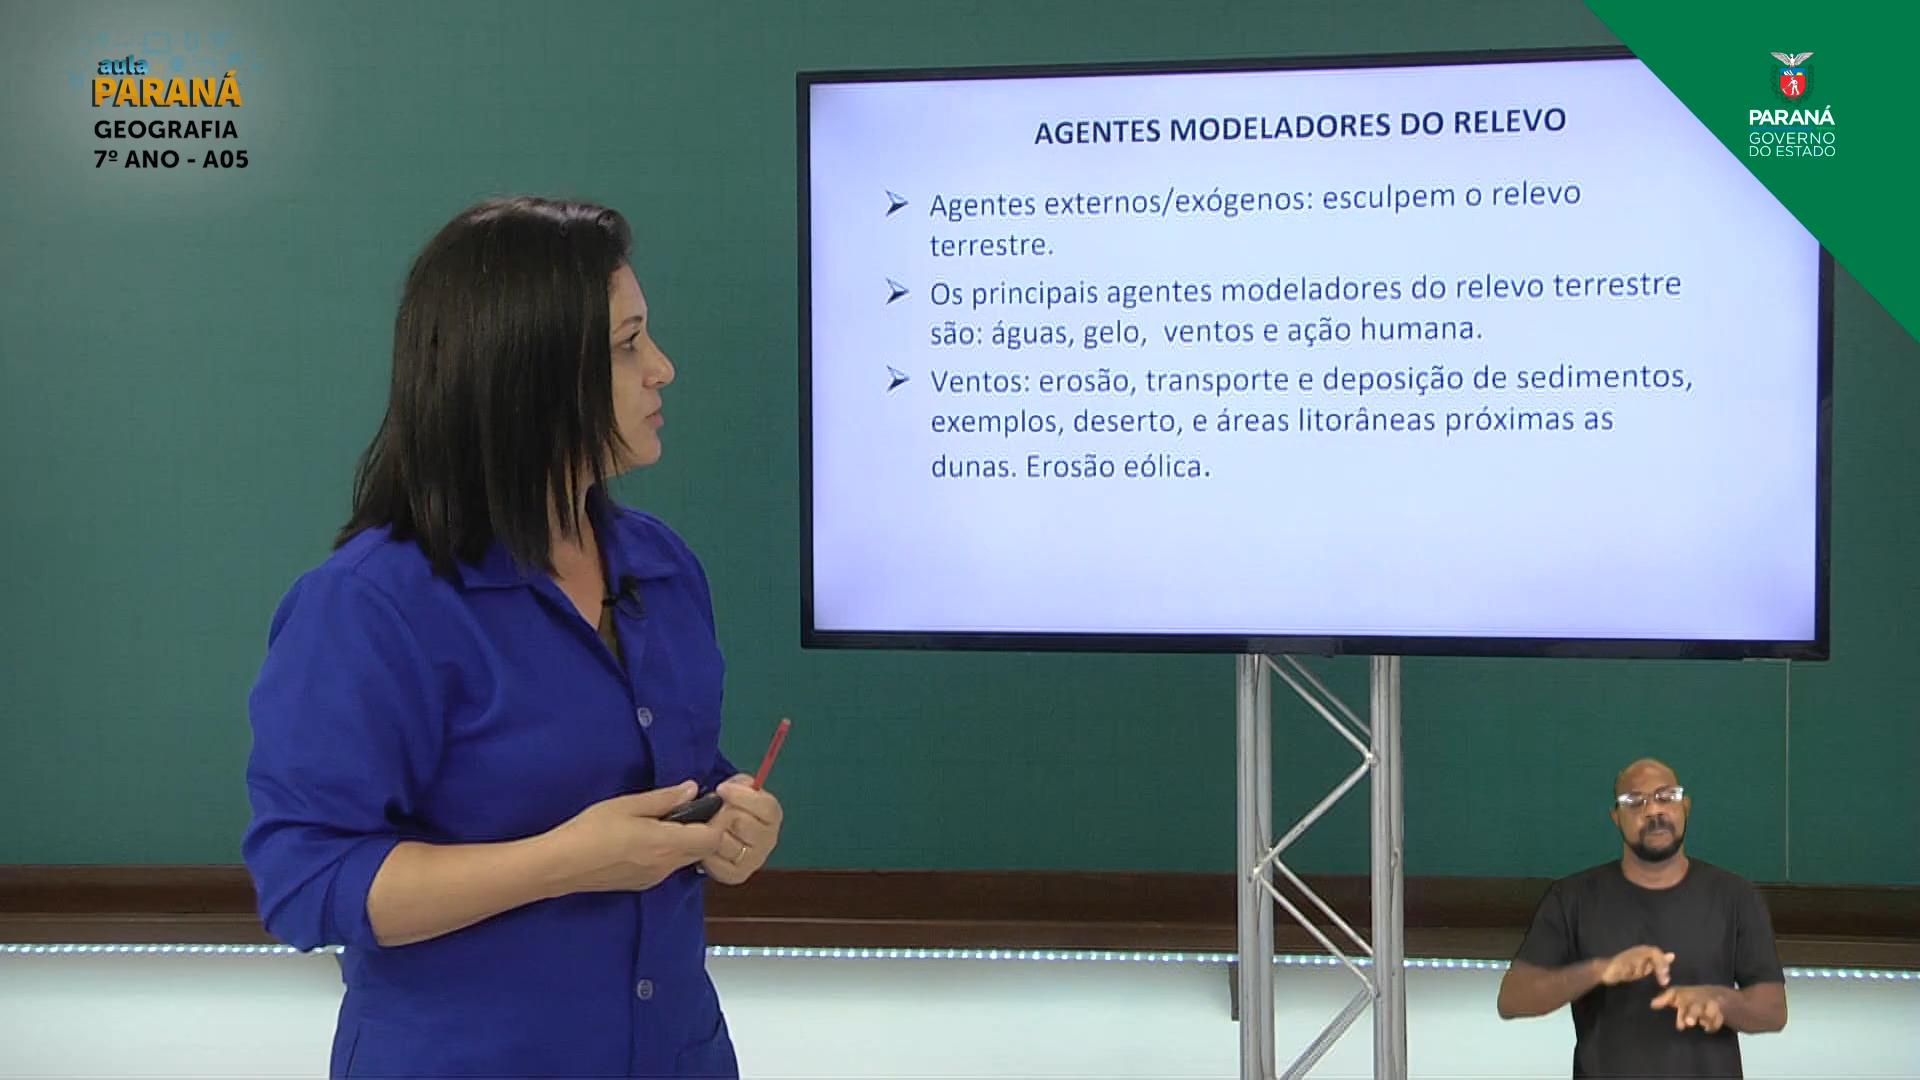 aula
PARANÁ
GEOGRAFIA
7º ANO - A05
AGENTES MODELADORES DO RELEVO
Agentes externos/exógenos: esculpem o relevo
terrestre.
Os principais agentes modeladores do relevo terrestre
são: águas, gelo, ventos e ação humana.
Ventos: erosão, transporte e deposição de sedimentos,
exemplos, deserto, e áreas litorâneas próximas as
dunas. Erosão eólica.
PARANÁ
GOVERNO
DO ESTADO